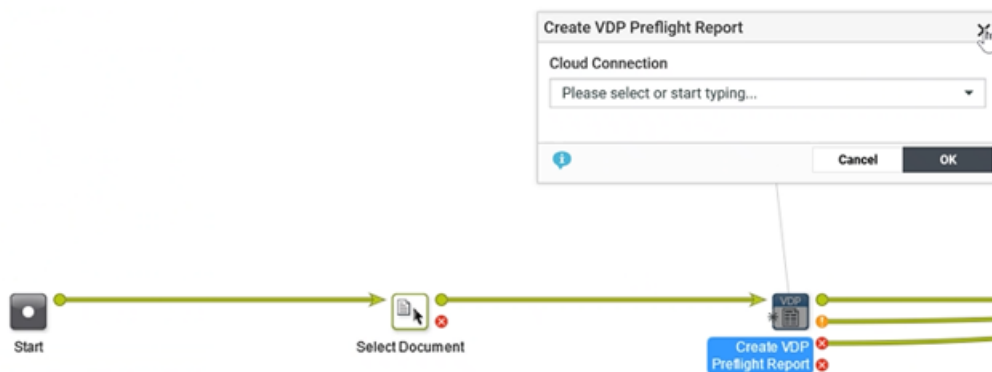 Create VDP Preflight Report
Cloud Connection
Please select or start typing...
Cancel
OK
VDP
Start
Select Document
Create VDP
Preflight Report